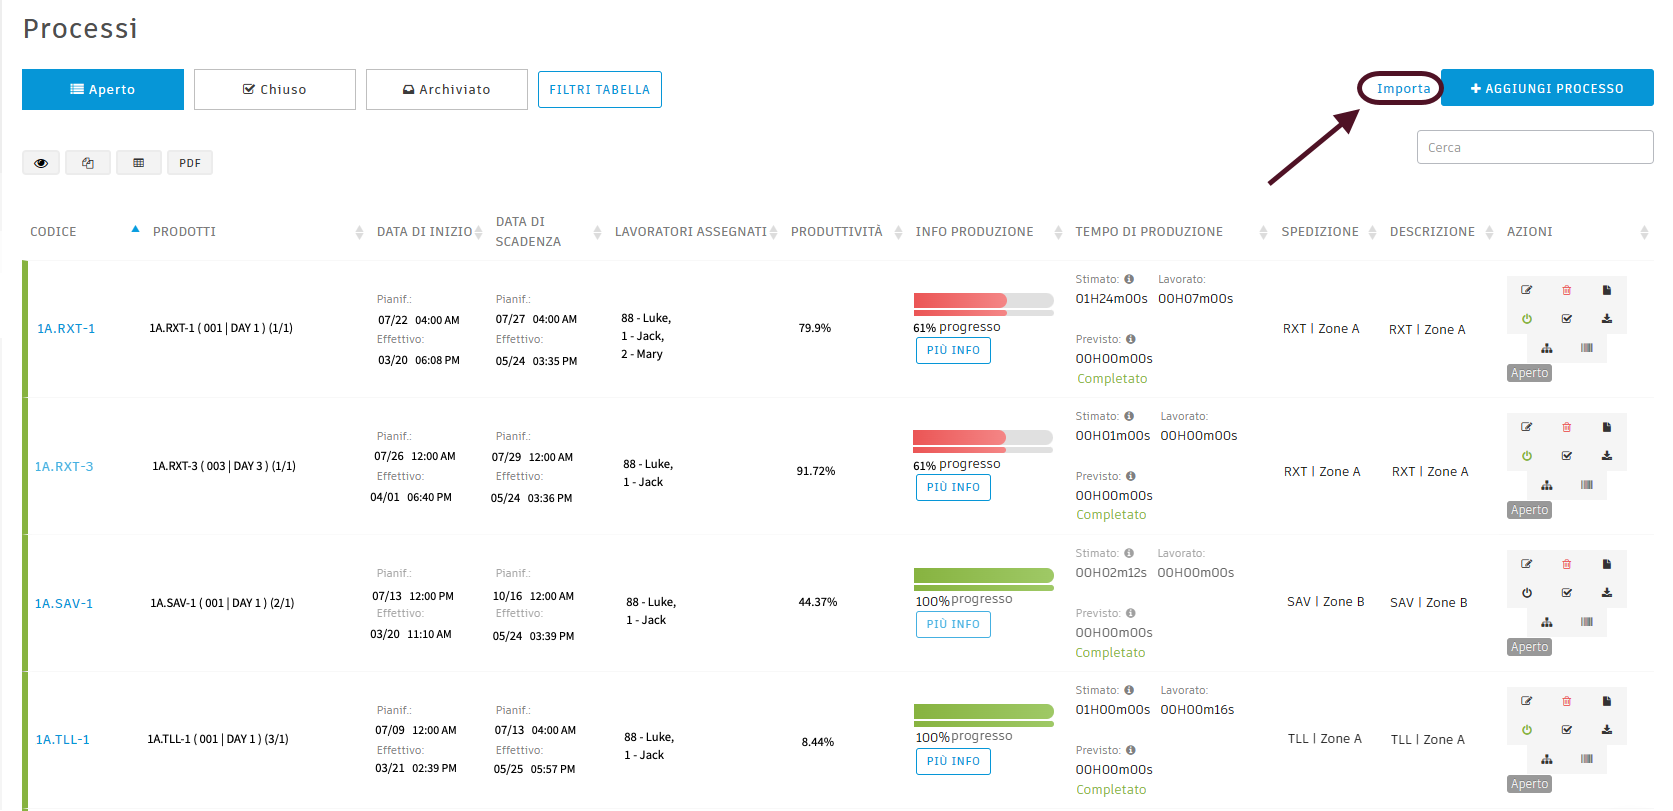 Processi
Aperto
Chiuso
Archiviato
FILTRI TABELLA
Importa
AGGIUNGI PROCESSO
Cerca
PDF
CODICE PRODOTTI DATA DI INIZIO DATA DI SCADENZA LAVORATORI ASSEGNATI PRODUTTIVITÀ INFO PRODUZIONE TEMPO DI PRODUZIONE SPEDIZIONE DESCRIZIONE AZIONI
1A.RXT-1
1A.RXT-1 ( 001 | DAY 1 ) (1/1)
Pianif.:
07/22 04:00 AM
Effettivo:
03/20 06:08 PM
Pianif.:
07/27 04:00 AM
Effettivo:
05/24 03:35 PM
88 - Luke,
1 - Jack,
2 - Mary
79.9%
61% progresso
PIÙ INFO
Stimato: Lavorato:
01H24m00s 00H07m00s
Previsto:
00H00m00s
Completato
RXT | Zone A
RXT | Zone A
Aperto
1A.RXT-3
1A.RXT-3 ( 003 | DAY 3 ) (1/1)
Pianif.:
07/26 12:00 AM
Effettivo:
04/01 06:40 PM
Pianif.:
07/29 12:00 AM
Effettivo:
05/24 03:36 PM
88 - Luke,
1 - Jack
91.72%
61% progresso
PIÙ INFO
Stimato: Lavorato:
00H01m00s 00H00m00s
Previsto:
00H00m00s
Completato
RXT | Zone A
RXT | Zone A
Aperto
1A.SAV-1
1A.SAV-1 ( 001 | DAY 1 ) (2/1)
Pianif.:
07/13 12:00 PM
Effettivo:
03/20 11:10 AM
Pianif.:
10/16 12:00 AM
Effettivo:
05/24 03:39 PM
88 - Luke,
1 - Jack
44.37%
100% progresso
PIÙ INFO
Stimato: Lavorato:
00H02m12s 00H00m00s
Previsto:
00H00m00s
Completato
SAV | Zone B
SAV | Zone B
Aperto
1A.TLL-1
1A.TLL-1 ( 001 | DAY 1 ) (3/1)
Pianif.:
07/09 12:00 AM
Effettivo:
03/21 02:39 PM
Pianif.:
07/13 04:00 AM
Effettivo:
05/25 05:57 PM
88 - Luke,
1 - Jack
8.44%
100% progresso
PIÙ INFO
Stimato: Lavorato:
01H00m00s 00H00m16s
Previsto:
00H00m00s
Completato
TLL | Zone A
TLL | Zone A
Aperto